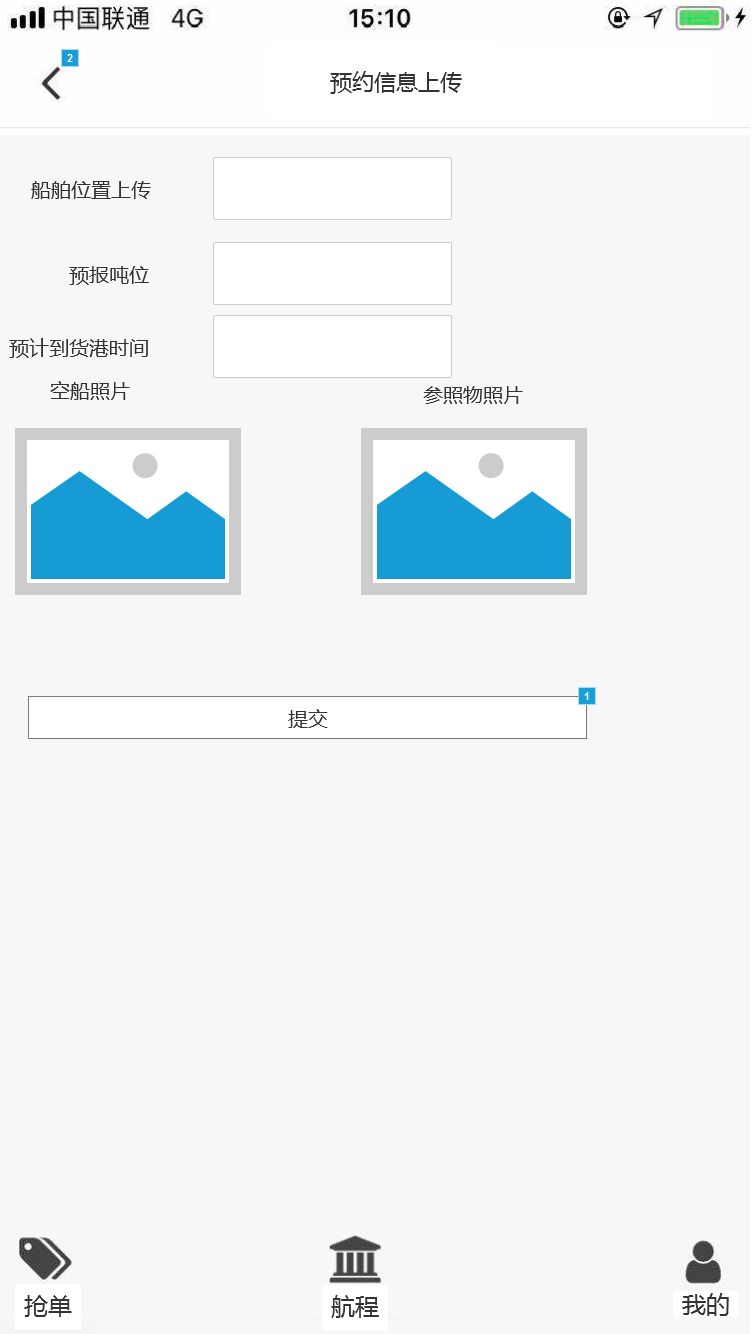 中国联通 4G 15:10
2
预约信息上传
船舶位置上传
预报吨位
预计到货港时间
空船照片 参照物照片
1
提交
抢单 航程 我的